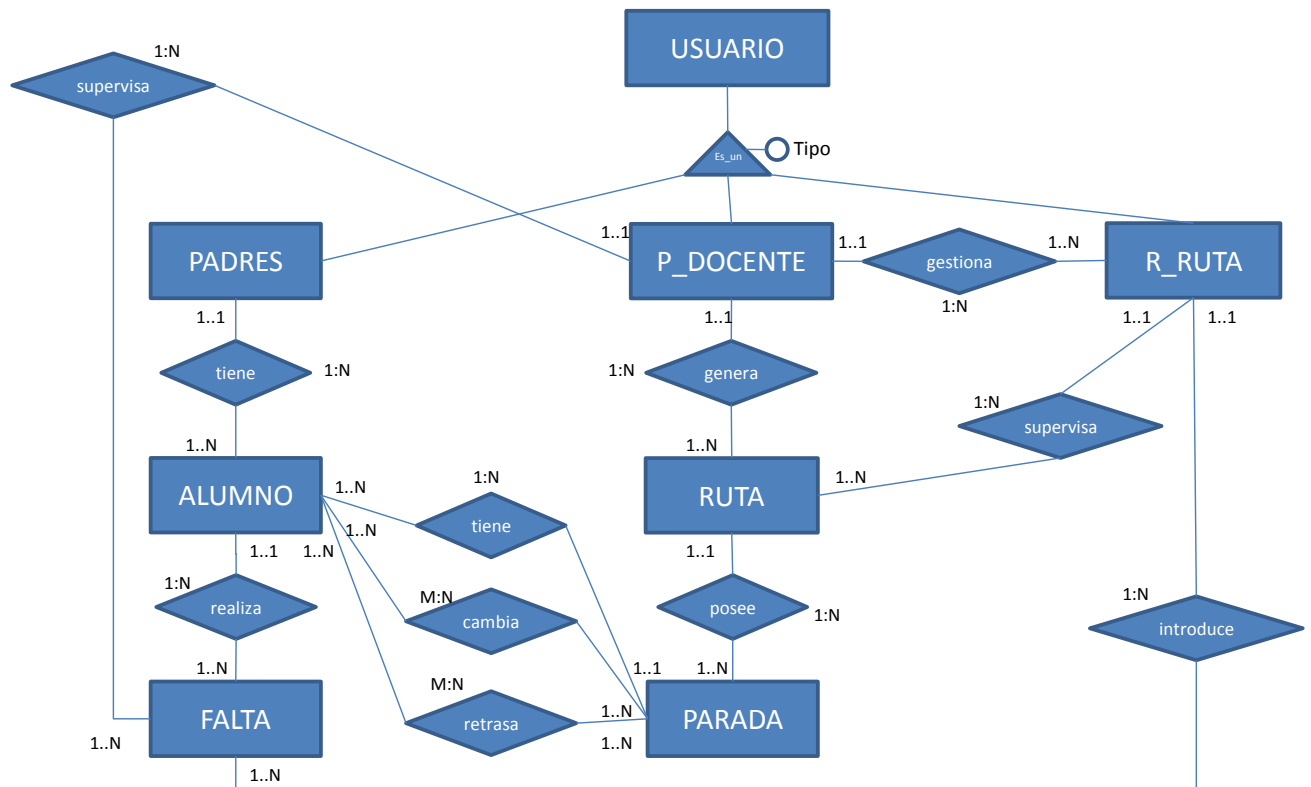 USUARIO
1:N
supervisa
Es_un
Tipo
1..1
1..1
1..N
PADRES
P_DOCENTE
gestiona
R_RUTA
1:N
1..1
1..1
1..1
1..1
tiene
1:N
1:N
genera
1:N
supervisa
1..N
1..N
1:N
1..N
1..N
ALUMNO
tiene
RUTA
1..N
1..N
1..1
1..1
1:N
realiza
M:N
cambia
posee
1:N
1:N
introduce
1..N
1..1
1..N
M:N
FALTA
retrasa
1..N
PARADA
1..N
1..N
1..N